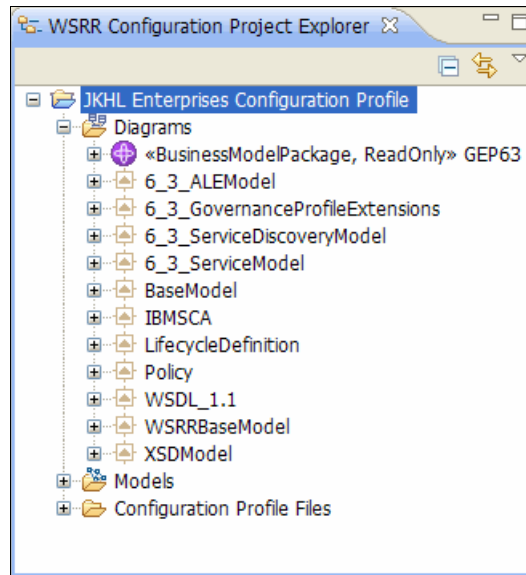 WSRR Configuration Project Explorer
JKHL Enterprises Configuration Profile
Diagrams
«BusinessModelPackage, ReadOnly» GEP63
6_3_ALEModel
6_3_GovernanceProfileExtensions
6_3_ServiceDiscoveryModel
6_3_ServiceModel
BaseModel
IBMSCA
LifecycleDefinition
Policy
WSDL_1.1
WSRRBaseModel
XSDModel
Models
Configuration Profile Files